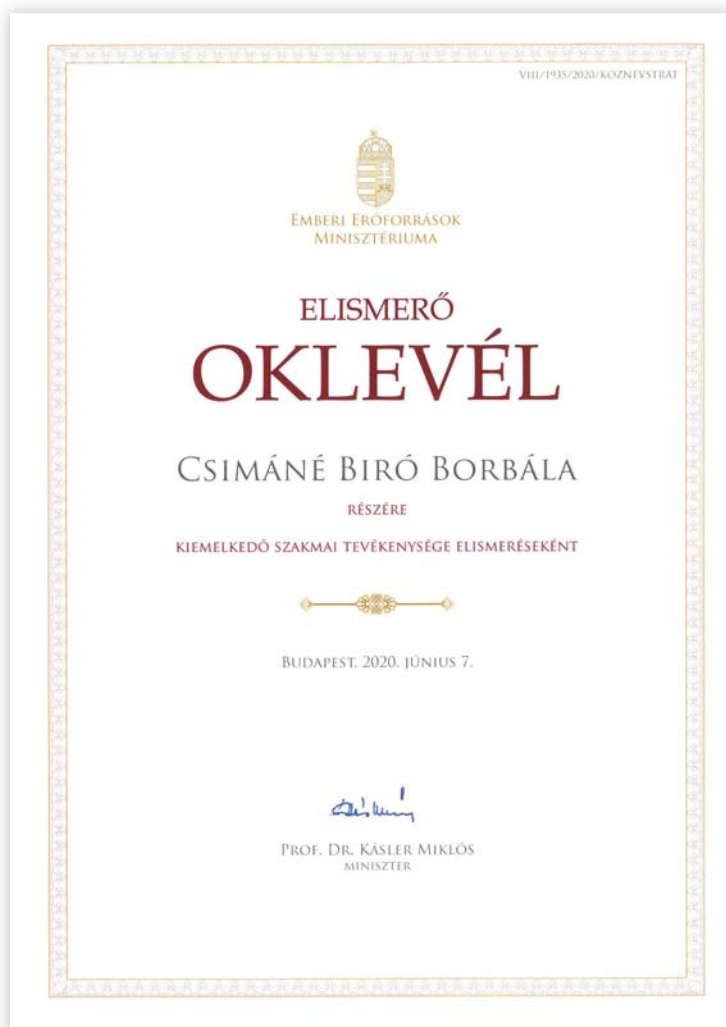 VIII/1935/2020/KOZNEVSTRAT
EMBERI ERŐFORRÁSOK
MINISZTÉRIUMA
ELISMERŐ
OKLEVÉL
CSIMÁNÉ BIRÓ BORBÁLA
RÉSZÉRE
KIEMELKEDŐ SZAKMAI TEVÉKENYSÉGE ELISMERÉSEKÉNT
BUDAPEST, 2020. JÚNIUS 7.
PROF. DR. KÁSLER MIKLÓS
MINISZTER